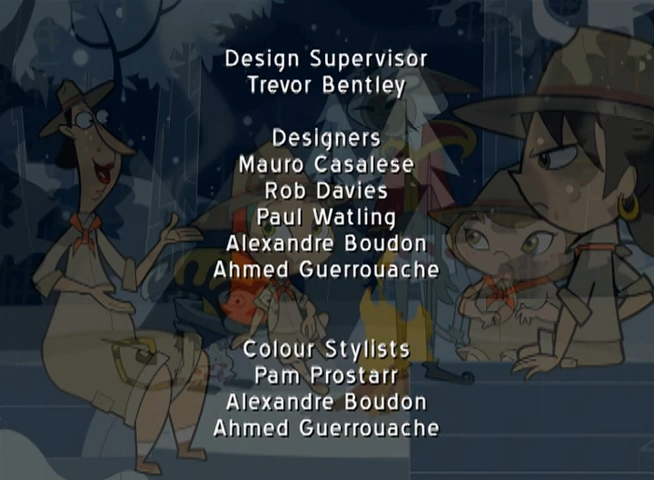 Design Supervisor
Trevor Bentley
Designers
Mauro Casalese
Rob Davies
Paul Watling
Alexandre Boudon
Ahmed Guerrouache
Colour Stylists
Pam Prostarr
Alexandre Boudon
Ahmed Guerrouache